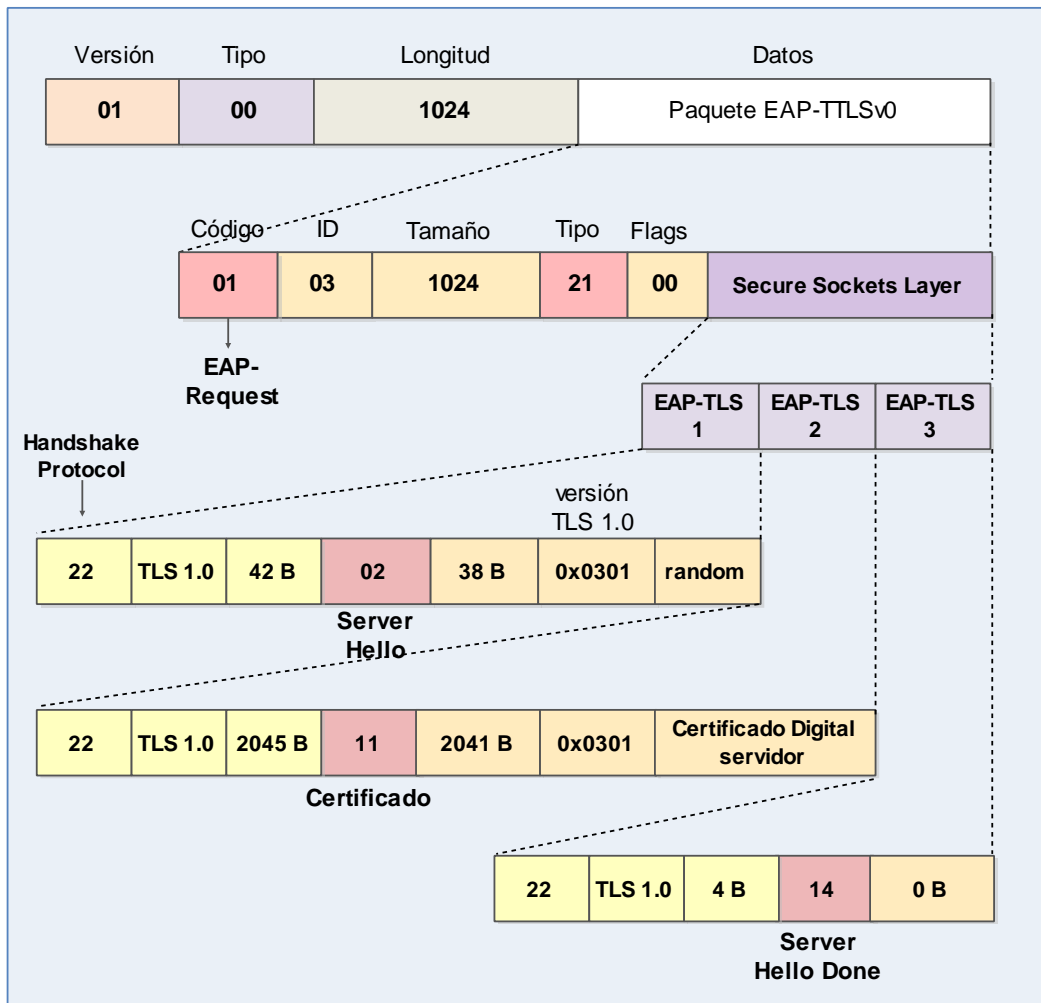 Versión Tipo Longitud Datos
01 00 1024 Paquete EAP-TTLSv0
Código ID Tamaño Tipo Flags
01 03 1024 21 00 Secure Sockets Layer
EAP-
Request
EAP-TLS EAP-TLS EAP-TLS
1 2 3
Handshake
Protocol
versión
TLS 1.0
22 TLS 1.0 42 B 02 38 B 0x0301 random
Server
Hello
22 TLS 1.0 2045 B 11 2041 B 0x0301 Certificado Digital
servidor
Certificado
22 TLS 1.0 4 B 14 0 B
Server
Hello Done